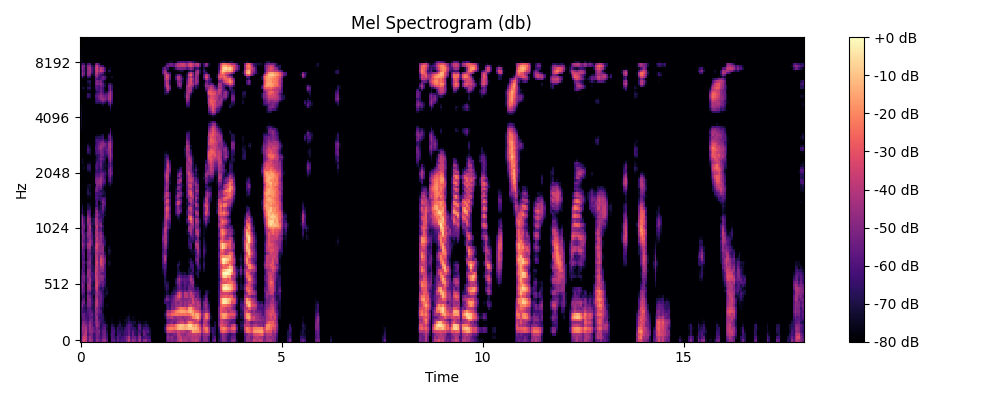 Mel Spectrogram (db)
Hz
8192
4096
2048
1024
512
0
0 5 10 15
Time
+0 dB
-10 dB
-20 dB
-30 dB
-40 dB
-50 dB
-60 dB
-70 dB
-80 dB